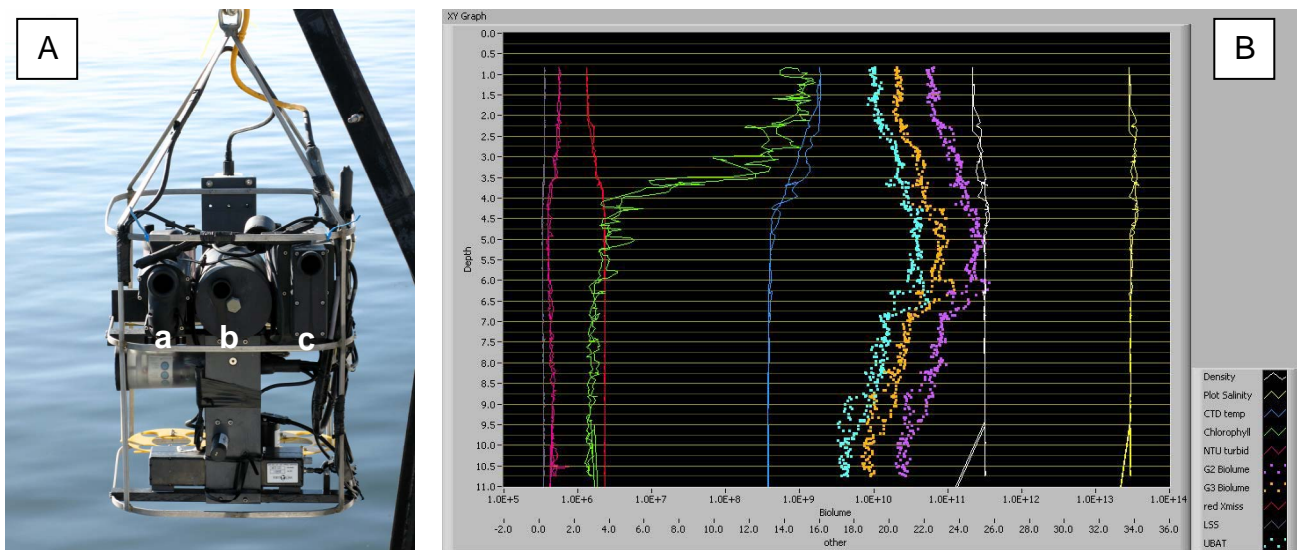 A
a b c
XY Graph
B
0.0
0.5
1.0
1.5
2.0
2.5
3.0
3.5
4.0
4.5
5.0
5.5
6.0
6.5
7.0
7.5
8.0
8.5
9.0
9.5
10.0
10.5
11.0
Depth
1.0E+5 1.0E+6 1.0E+7 1.0E+8 1.0E+9 1.0E+10 1.0E+11 1.0E+12 1.0E+13 1.0E+14
Biolume
-2.0 0.0 2.0 4.0 6.0 8.0 10.0 12.0 14.0 16.0 18.0 20.0 22.0 24.0 26.0 28.0 30.0 32.0 34.0 36.0
other
Density
Plot Salinity
CTD temp
Chlorophyll
NTU turbid
G2 Biolume
G3 Biolume
red Xmiss
LSS
UBAT